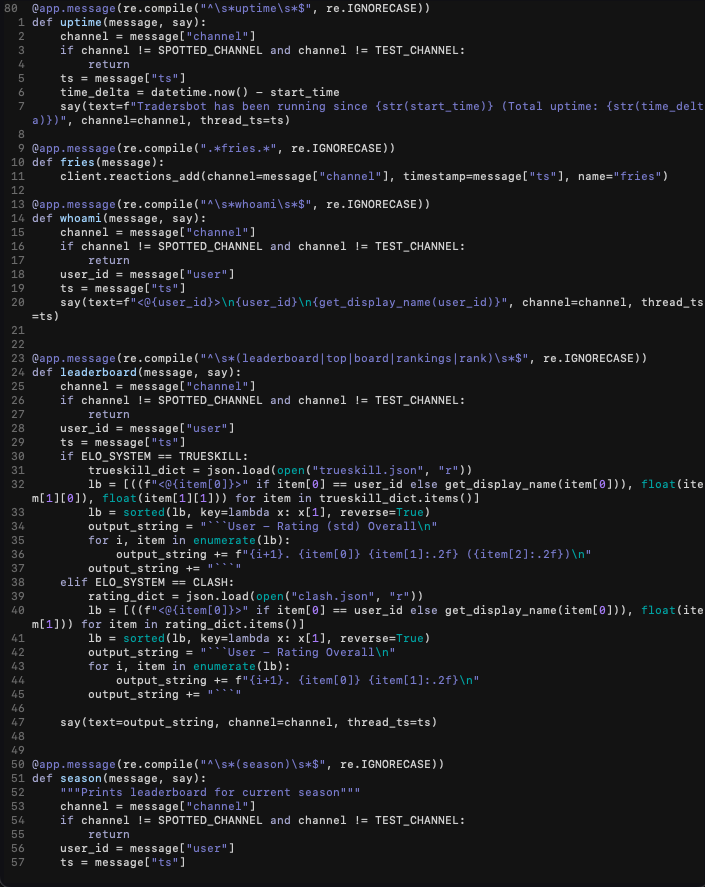 80 @app.message(re.compile("^\s*uptime\s*$", re.IGNORECASE))
1 def uptime(message, say):
2     channel = message["channel"]
3     if channel != SPOTTED_CHANNEL and channel != TEST_CHANNEL:
4         return
5     ts = message["ts"]
6     time_delta = datetime.now() - start_time
7     say(text=f"Tradersbot has been running since {str(start_time)} (Total uptime: {str(time_delt
a)})", channel=channel, thread_ts=ts)
8
9 @app.message(re.compile(".*fries.*", re.IGNORECASE))
10 def fries(message):
11     client.reactions_add(channel=message["channel"], timestamp=message["ts"], name="fries")
12
13 @app.message(re.compile("^\s*whoami\s*$", re.IGNORECASE))
14 def whoami(message, say):
15     channel = message["channel"]
16     if channel != SPOTTED_CHANNEL and channel != TEST_CHANNEL:
17         return
18     user_id = message["user"]
19     ts = message["ts"]
20     say(text=f"<@{user_id}>\n{user_id}\n{get_display_name(user_id)}", channel=channel, thread_ts
=ts)
21
22
23 @app.message(re.compile("^\s*(leaderboard|top|board|rankings|rank)\s*$", re.IGNORECASE))
24 def leaderboard(message, say):
25     channel = message["channel"]
26     if channel != SPOTTED_CHANNEL and channel != TEST_CHANNEL:
27         return
28     user_id = message["user"]
29     ts = message["ts"]
30     if ELO_SYSTEM == TRUESKILL:
31         trueskill_dict = json.load(open("trueskill.json", "r"))
32         lb = [((f"<@{item[0]}>" if item[0] == user_id else get_display_name(item[0])), float(ite
m[1][0]), float(item[1][1])) for item in trueskill_dict.items()]
33         lb = sorted(lb, key=lambda x: x[1], reverse=True)
34         output_string = "```User — Rating (std) Overall\n"
35         for i, item in enumerate(lb):
36             output_string += f"{i+1}. {item[0]} {item[1]:.2f} ({item[2]:.2f})\n"
37         output_string += "```"
38     elif ELO_SYSTEM == CLASH:
39         rating_dict = json.load(open("clash.json", "r"))
40         lb = [((f"<@{item[0]}>" if item[0] == user_id else get_display_name(item[0])), float(ite
m[1])) for item in rating_dict.items()]
41         lb = sorted(lb, key=lambda x: x[1], reverse=True)
42         output_string = "```User — Rating Overall\n"
43         for i, item in enumerate(lb):
44             output_string += f"{i+1}. {item[0]} {item[1]:.2f}\n"
45         output_string += "```"
46
47     say(text=output_string, channel=channel, thread_ts=ts)
48
49
50 @app.message(re.compile("^\s*(season)\s*$", re.IGNORECASE))
51 def season(message, say):
52     """Prints leaderboard for current season"""
53     channel = message["channel"]
54     if channel != SPOTTED_CHANNEL and channel != TEST_CHANNEL:
55         return
56     user_id = message["user"]
57     ts = message["ts"]